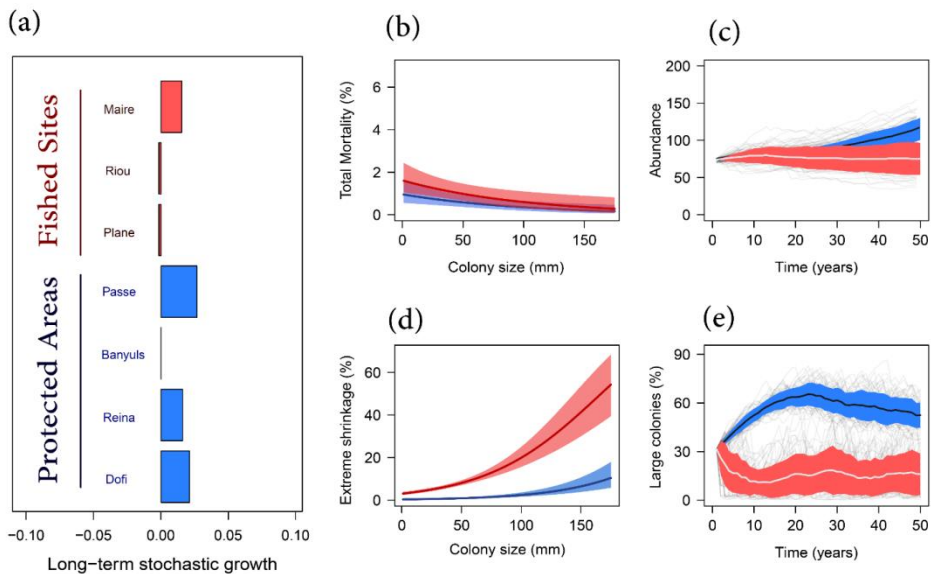 (a)
Fished Sites
Protected Areas
Maire
Riou
Plane
Passe
Banyuls
Reina
Dofi
−0.10 −0.05 0.00 0.05 0.10
Long−term stochastic growth
(b)
Total Mortality (%)
6
4
2
0
0 50 100 150
Colony size (mm)
(c)
Abundance
200
150
100
50
0
0 10 20 30 40 50
Time (years)
(d)
Extreme shrinkage (%)
60
40
20
0
0 50 100 150
Colony size (mm)
(e)
Large colonies (%)
90
60
30
0
0 10 20 30 40 50
Time (years)